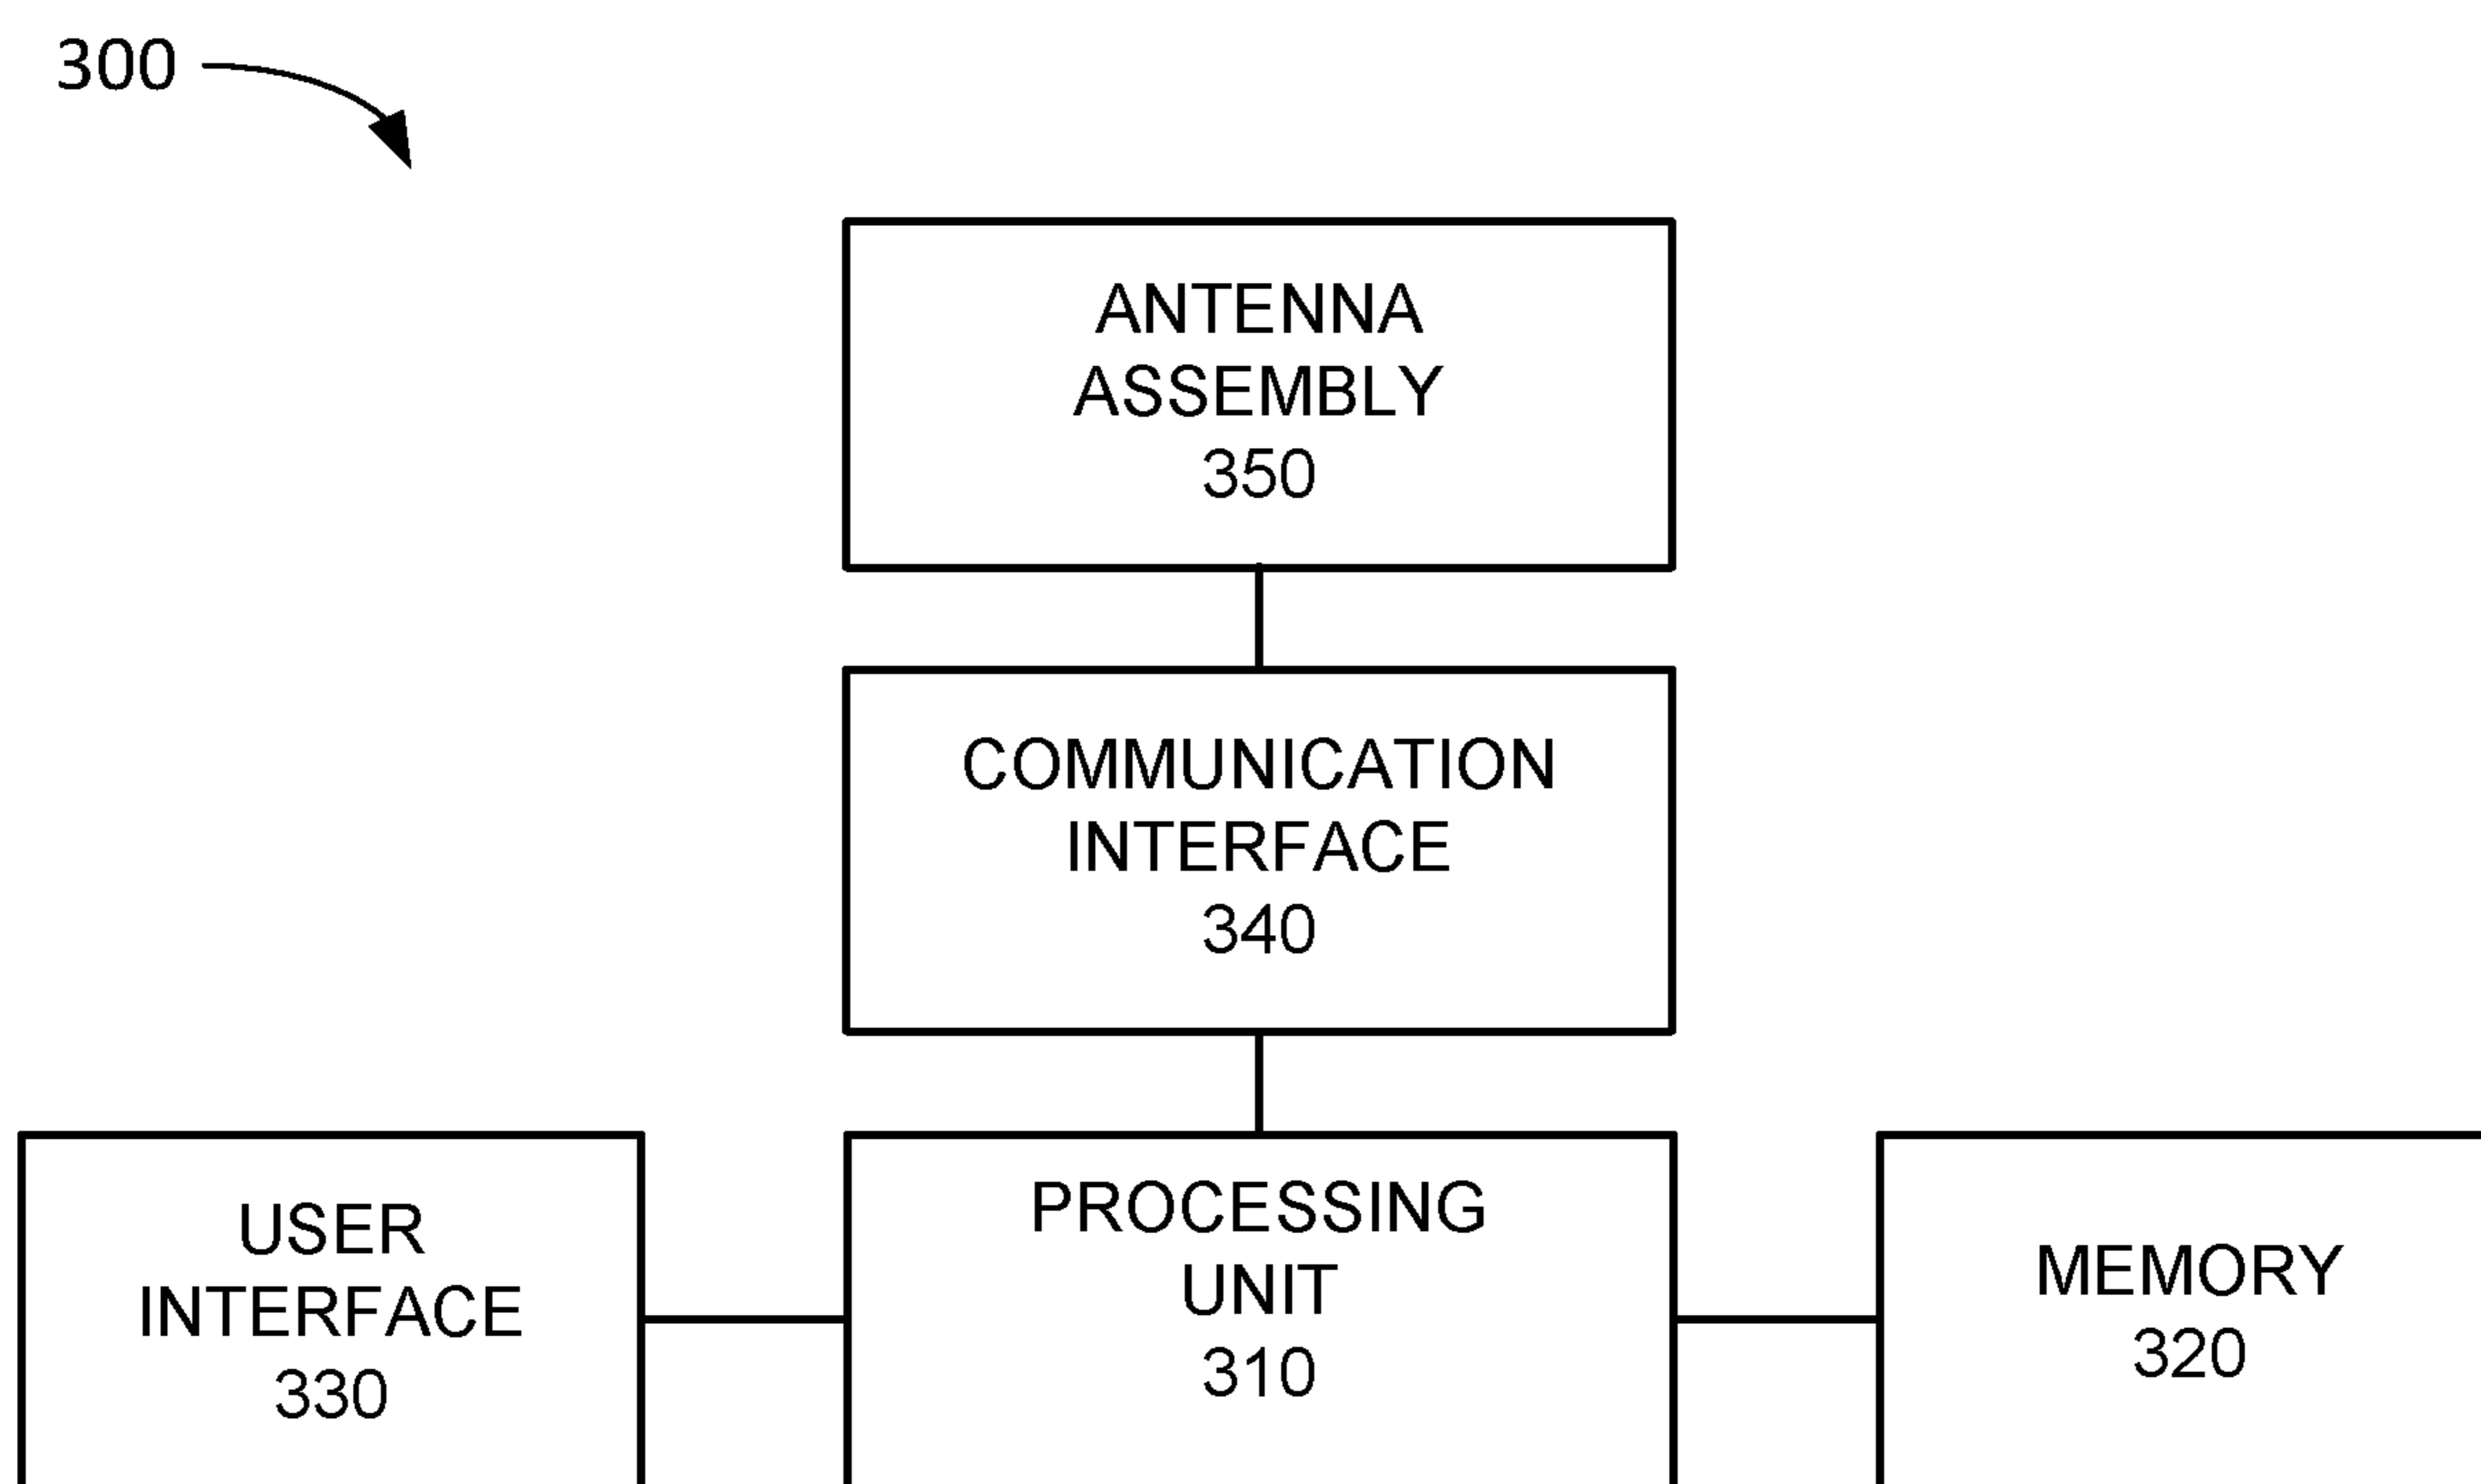 300
ANTENNA
ASSEMBLY
350
COMMUNICATION
INTERFACE
340
USER
INTERFACE
330
PROCESSING
UNIT
310
MEMORY
320